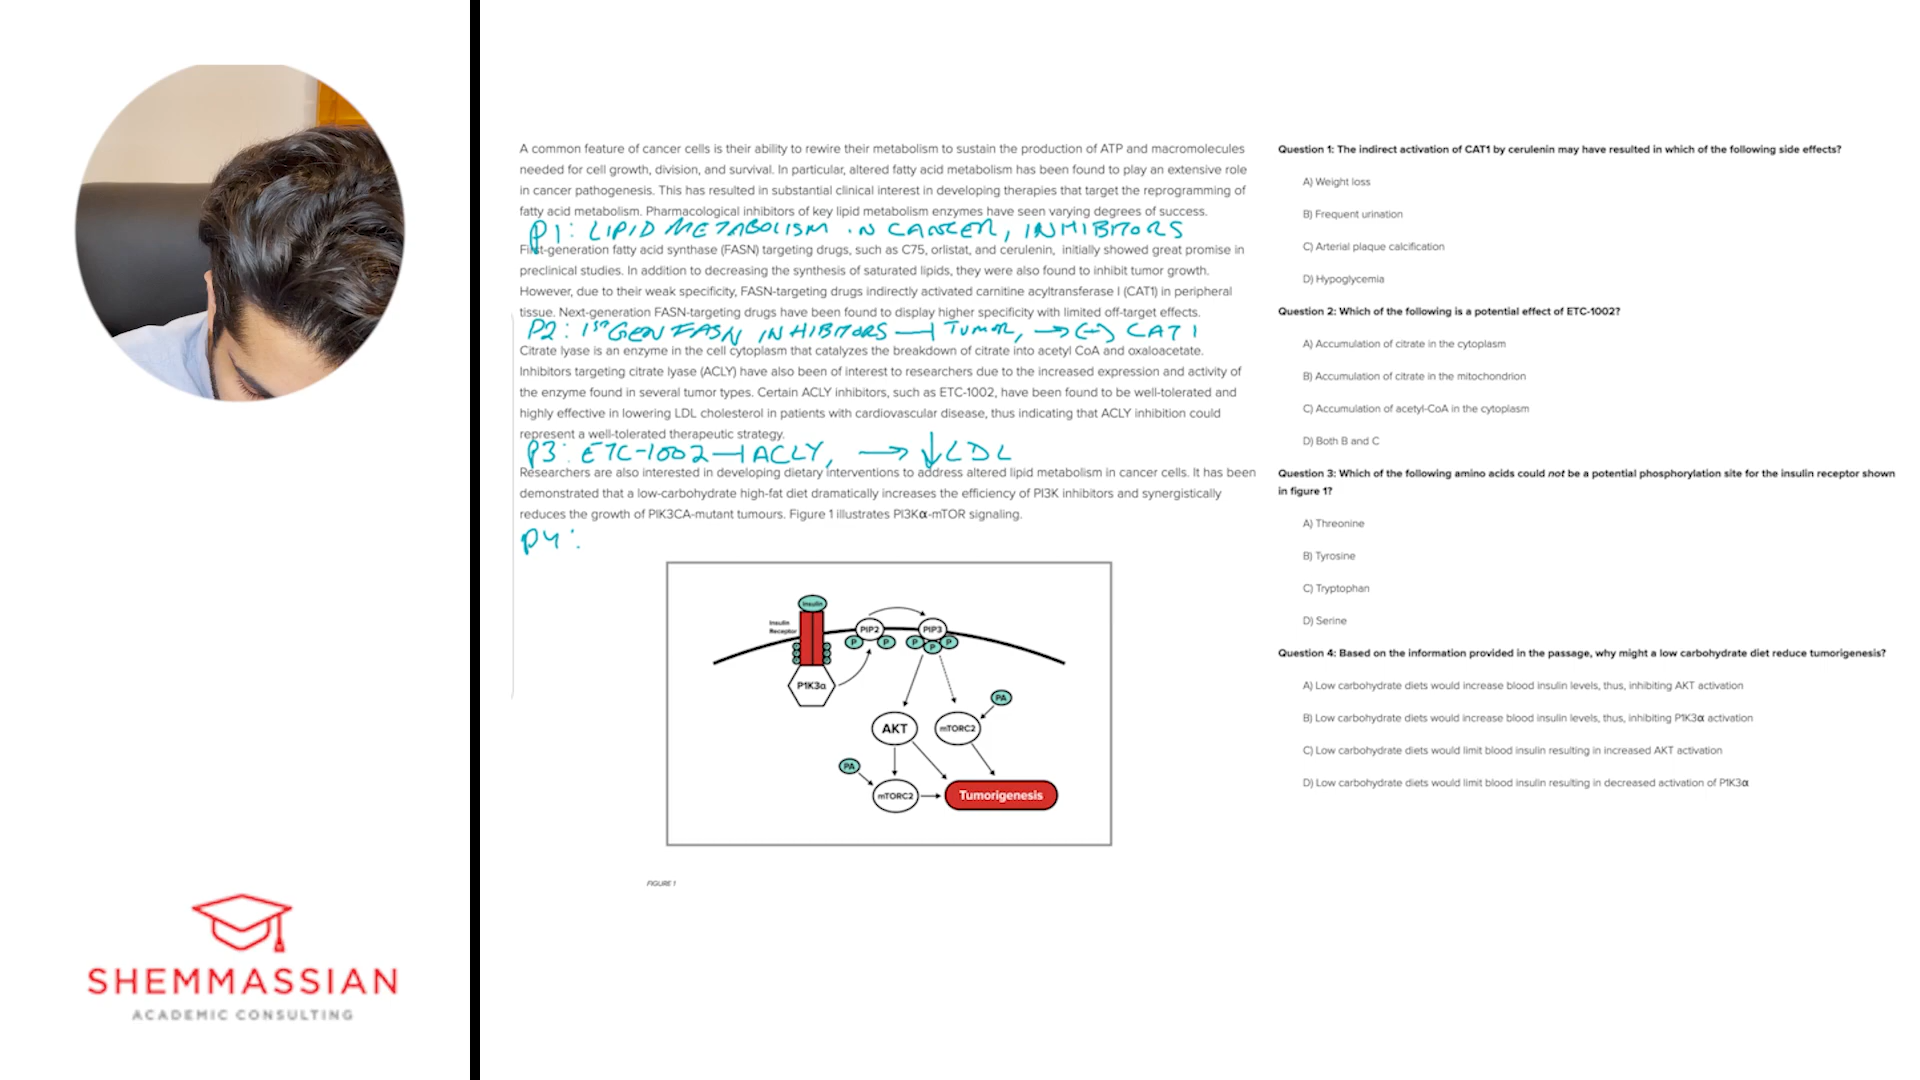 A common feature of cancer cells is their ability to rewire their metabolism to sustain the production of ATP and macromolecules
needed for cell growth, division, and survival. In particular, altered fatty acid metabolism has been found to play an extensive role
in cancer pathogenesis. This has resulted in substantial clinical interest in developing therapies that target the reprogramming of
fatty acid metabolism. Pharmacological inhibitors of key lipid metabolism enzymes have seen varying degrees of success.
P1: LIPID METABOLISM IN CANCER, INHIBITORS
First-generation fatty acid synthase (FASN) targeting drugs, such as C75, orlistat, and cerulenin, initially showed great promise in
preclinical studies. In addition to decreasing the synthesis of saturated lipids, they were also found to inhibit tumor growth.
However, due to their weak specificity, FASN-targeting drugs indirectly activated carnitine acyltransferase I (CAT1) in peripheral
tissue. Next-generation FASN-targeting drugs have been found to display higher specificity with limited off-target effects.
P2: 1ST GEN FASN INHIBITORS ⊣ TUMOR, → (+) CAT1
Citrate lyase is an enzyme in the cell cytoplasm that catalyzes the breakdown of citrate into acetyl CoA and oxaloacetate.
Inhibitors targeting citrate lyase (ACLY) have also been of interest to researchers due to the increased expression and activity of
the enzyme found in several tumor types. Certain ACLY inhibitors, such as ETC-1002, have been found to be well-tolerated and
highly effective in lowering LDL cholesterol in patients with cardiovascular disease, thus indicating that ACLY inhibition could
represent a well-tolerated therapeutic strategy.
P3: ETC-1002 ⊣ ACLY, → ↓ LDL
Researchers are also interested in developing dietary interventions to address altered lipid metabolism in cancer cells. It has been
demonstrated that a low-carbohydrate high-fat diet dramatically increases the efficiency of PI3K inhibitors and synergistically
reduces the growth of PIK3CA-mutant tumours. Figure 1 illustrates PI3Kα-mTOR signaling.
P4:
Insulin
Insulin
Receptor
PIP2
PIP3
P P P P P
P1K3α
PA
AKT
mTORC2
PA
mTORC2
Tumorigenesis
FIGURE 1
Question 1: The indirect activation of CAT1 by cerulenin may have resulted in which of the following side effects?
A) Weight loss
B) Frequent urination
C) Arterial plaque calcification
D) Hypoglycemia
Question 2: Which of the following is a potential effect of ETC-1002?
A) Accumulation of citrate in the cytoplasm
B) Accumulation of citrate in the mitochondrion
C) Accumulation of acetyl-CoA in the cytoplasm
D) Both B and C
Question 3: Which of the following amino acids could not be a potential phosphorylation site for the insulin receptor shown
in figure 1?
A) Threonine
B) Tyrosine
C) Tryptophan
D) Serine
Question 4: Based on the information provided in the passage, why might a low carbohydrate diet reduce tumorigenesis?
A) Low carbohydrate diets would increase blood insulin levels, thus, inhibiting AKT activation
B) Low carbohydrate diets would increase blood insulin levels, thus, inhibiting P1K3α activation
C) Low carbohydrate diets would limit blood insulin resulting in increased AKT activation
D) Low carbohydrate diets would limit blood insulin resulting in decreased activation of P1K3α
SHEMMASSIAN
ACADEMIC CONSULTING